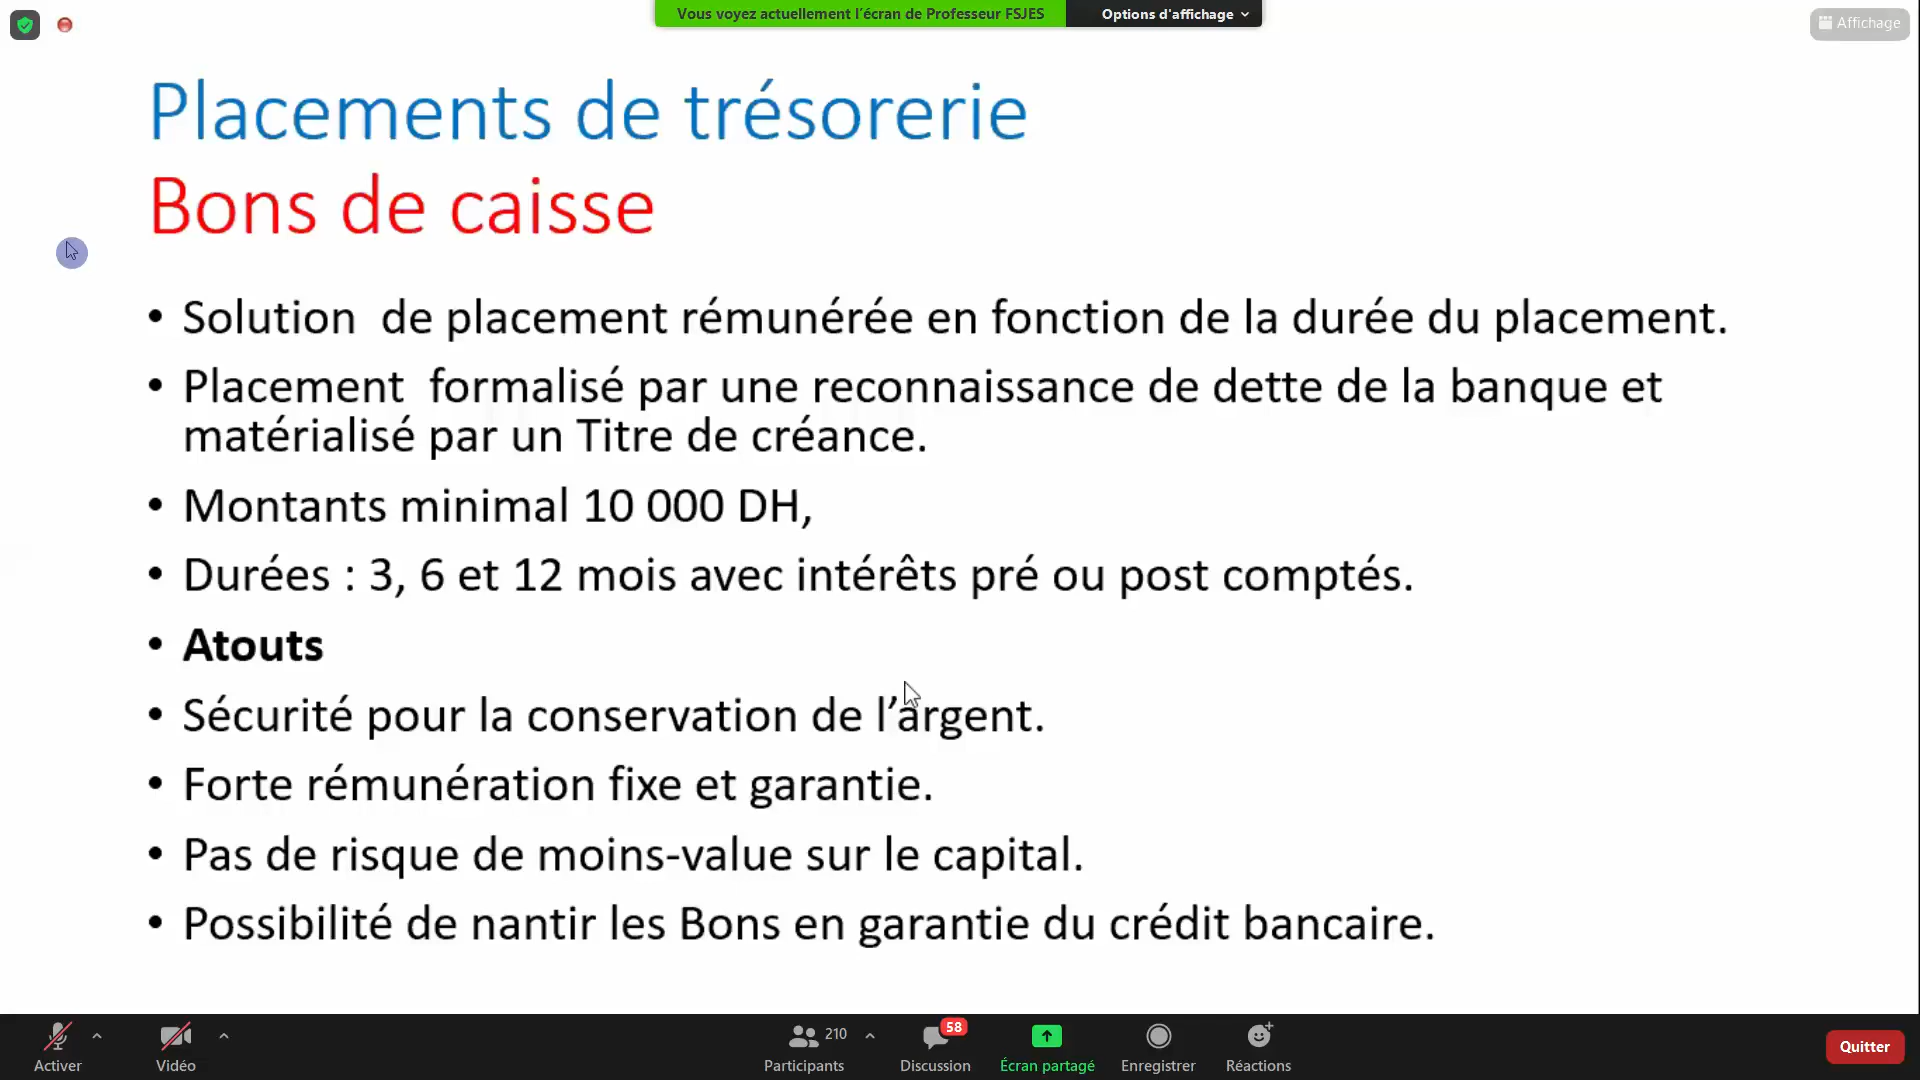 Vous voyez actuellement l'écran de Professeur FSJES
Options d'affichage
Affichage
Placements de trésorerie
Bons de caisse
• Solution de placement rémunérée en fonction de la durée du placement.
• Placement formalisé par une reconnaissance de dette de la banque et
matérialisé par un Titre de créance.
• Montants minimal 10 000 DH,
• Durées : 3, 6 et 12 mois avec intérêts pré ou post comptés.
• Atouts
• Sécurité pour la conservation de l’argent.
• Forte rémunération fixe et garantie.
• Pas de risque de moins-value sur le capital.
• Possibilité de nantir les Bons en garantie du crédit bancaire.
Activer
Vidéo
210
Participants
58
Discussion
Écran partagé
Enregistrer
Réactions
Quitter